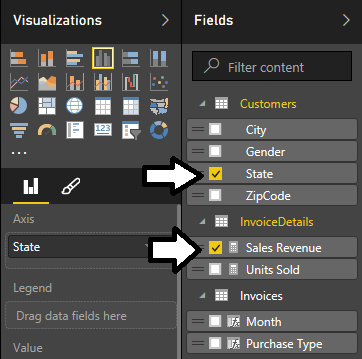 Visualizations
Axis
State
Legend
Drag data fields here
Value
Fields
Filter content
Customers
City
Gender
State
ZipCode
InvoiceDetails
Sales Revenue
Units Sold
Invoices
Month
Purchase Type